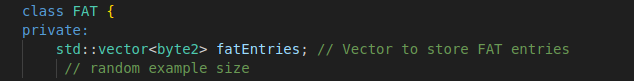 class FAT {
private:
    std::vector<byte2> fatEntries; // Vector to store FAT entries
     // random example size